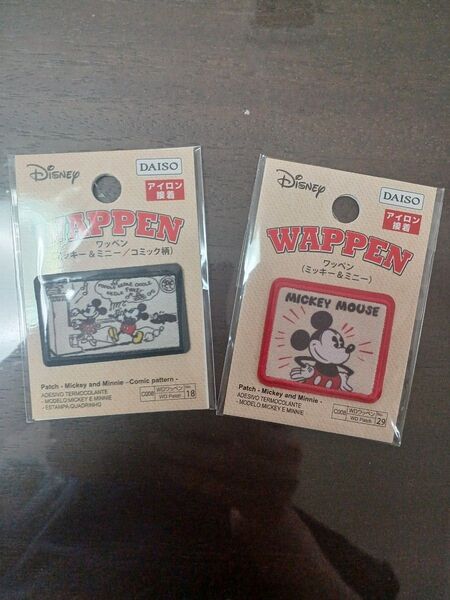 Disney
DAISO
アイロン
接着
WAPPEN
ワッペン
ミッキー＆ミニー／コミック柄)
Patch - Mickey and Minnie -Comic pattern -
ADESIVO TERMOCOLANTE
- MODELO:MICKEY E MINNIE
- ESTAMPA:QUADRINHO
C008
WDワッペン
WD Patch
No.
18
Disney
DAISO
アイロン
接着
WAPPEN
ワッペン
(ミッキー＆ミニー)
MICKEY MOUSE
Patch - Mickey and Minnie -
ADESIVO TERMOCOLANTE
- MODELO:MICKEY E MINNIE
C008
WDワッペン
WD Patch
No.
29